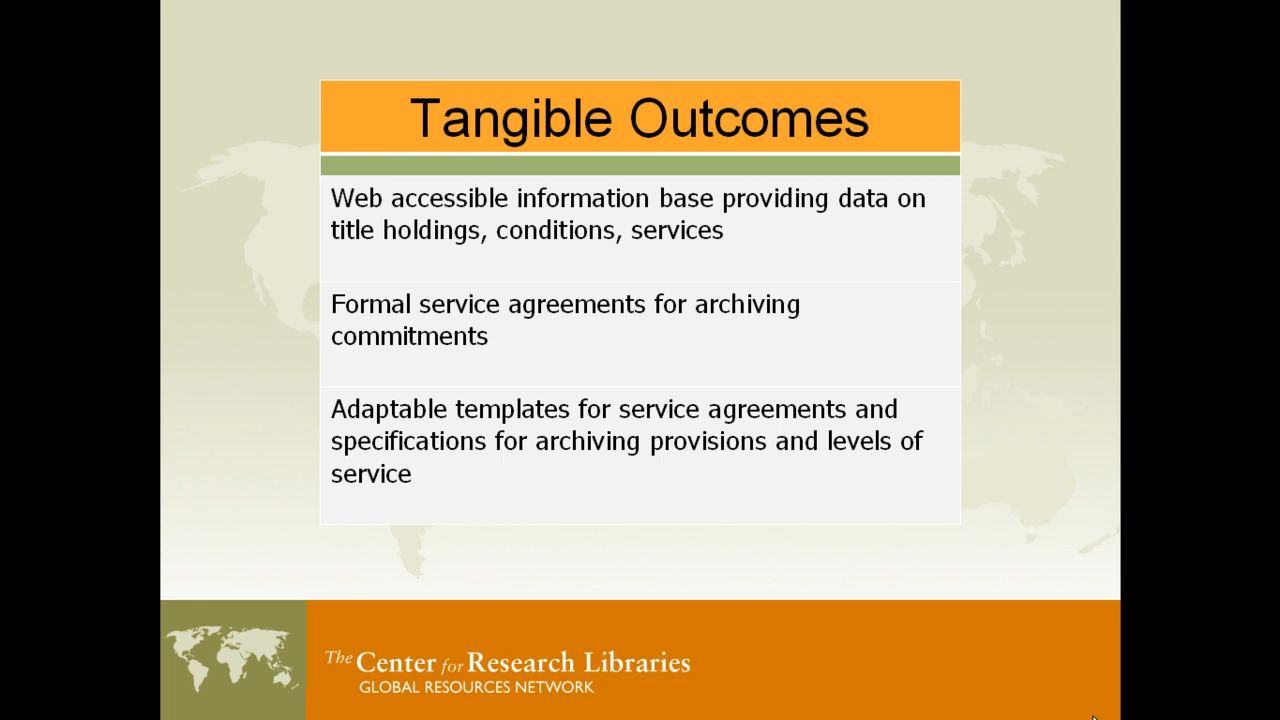 Tangible Outcomes
Web accessible information base providing data on
title holdings, conditions, services
Formal service agreements for archiving
commitments
Adaptable templates for service agreements and
specifications for archiving provisions and levels of
service
The Center for Research Libraries
GLOBAL RESOURCES NETWORK